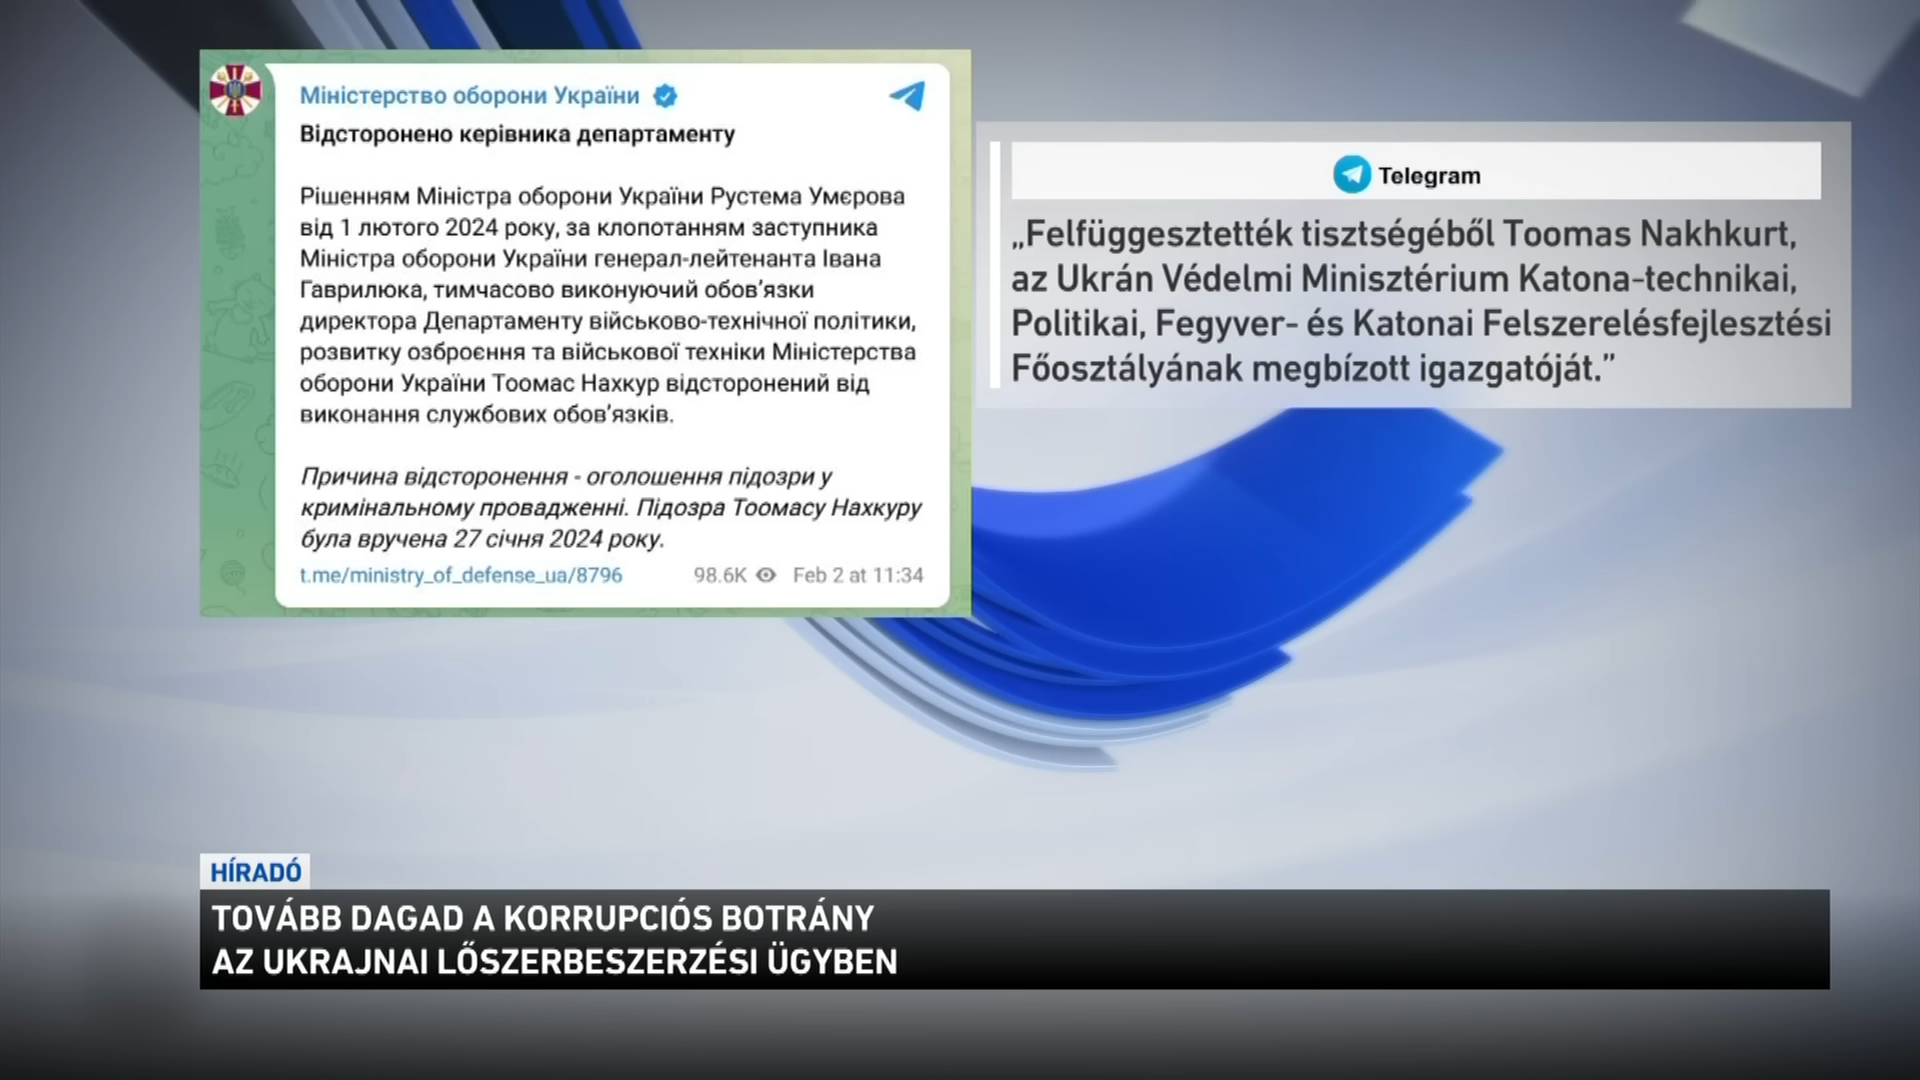 Міністерство оборони України
Відсторонено керівника департаменту
Рішенням Міністра оборони України Рустема Умєрова
від 1 лютого 2024 року, за клопотанням заступника
Міністра оборони України генерал-лейтенанта Івана
Гаврилюка, тимчасово виконуючий обов’язки
директора Департаменту військово-технічної політики,
розвитку озброєння та військової техніки Міністерства
оборони України Тоомас Нахкур відсторонений від
виконання службових обов’язків.
Причина відсторонення - оголошення підозри у
кримінальному провадженні. Підозра Тоомасу Нахкуру
була вручена 27 січня 2024 року.
t.me/ministry_of_defense_ua/8796 98.6K Feb 2 at 11:34
Telegram
„Felfüggesztették tisztségéből Toomas Nakhkurt,
az Ukrán Védelmi Minisztérium Katona-technikai,
Politikai, Fegyver- és Katonai Felszerelésfejlesztési
Főosztályának megbízott igazgatóját.”
HÍRADÓ
TOVÁBB DAGAD A KORRUPCIÓS BOTRÁNY
AZ UKRAJNAI LŐSZERBESZERZÉSI ÜGYBEN